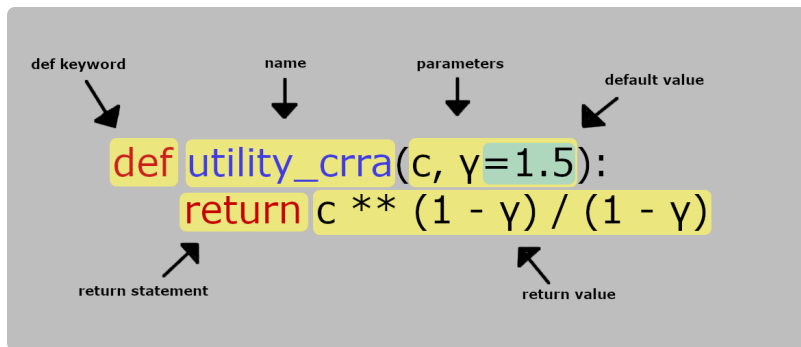 def keyword
name
parameters
default value
def utility_crra(c, γ=1.5):
return c ** (1 - γ) / (1 - γ)
return statement
return value